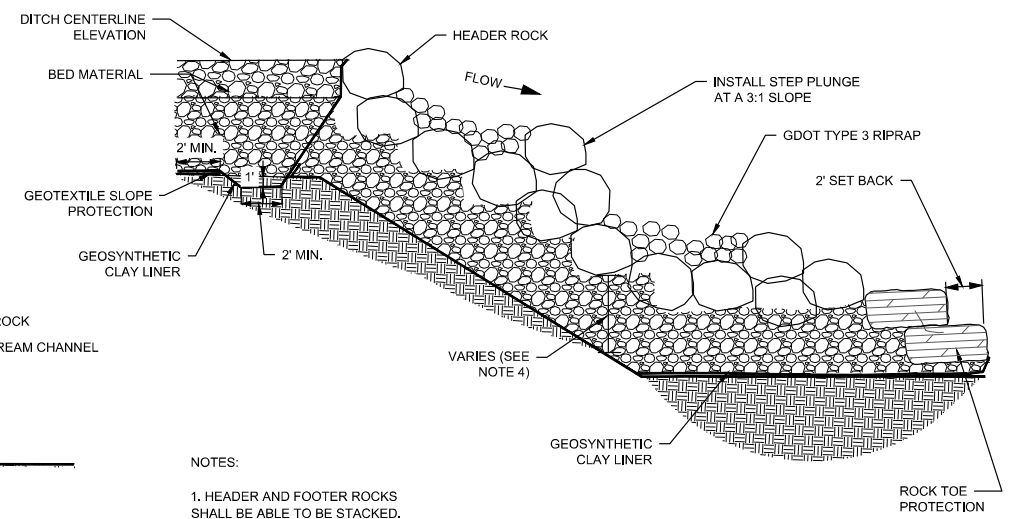 DITCH CENTERLINE
ELEVATION
HEADER ROCK
BED MATERIAL
FLOW
INSTALL STEP PLUNGE
AT A 3:1 SLOPE
GDOT TYPE 3 RIPRAP
2' MIN.
1'
2' SET BACK
GEOTEXTILE SLOPE
PROTECTION
GEOSYNTHETIC
CLAY LINER
2' MIN.
ROCK
REAM CHANNEL
VARIES (SEE
NOTE 4)
GEOSYNTHETIC
CLAY LINER
ROCK TOE
PROTECTION
NOTES:
1. HEADER AND FOOTER ROCKS
SHALL BE ABLE TO BE STACKED.